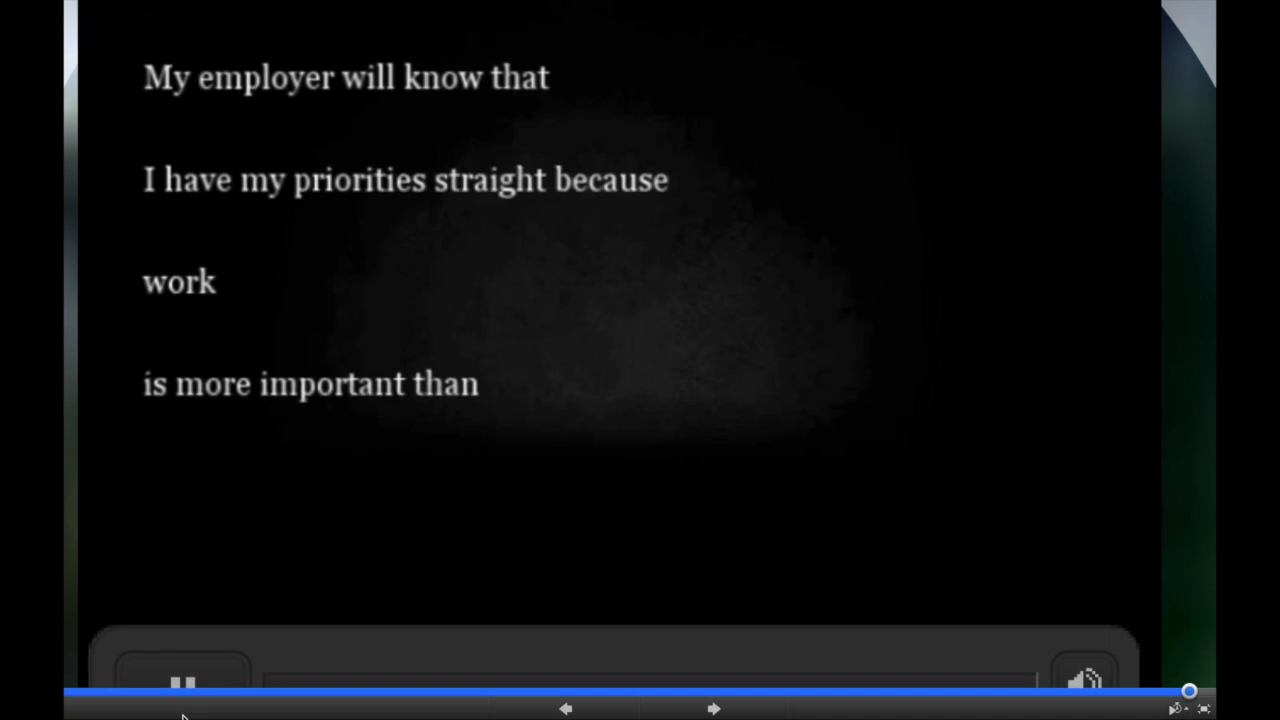 My employer will know that
I have my priorities straight because
work
is more important than